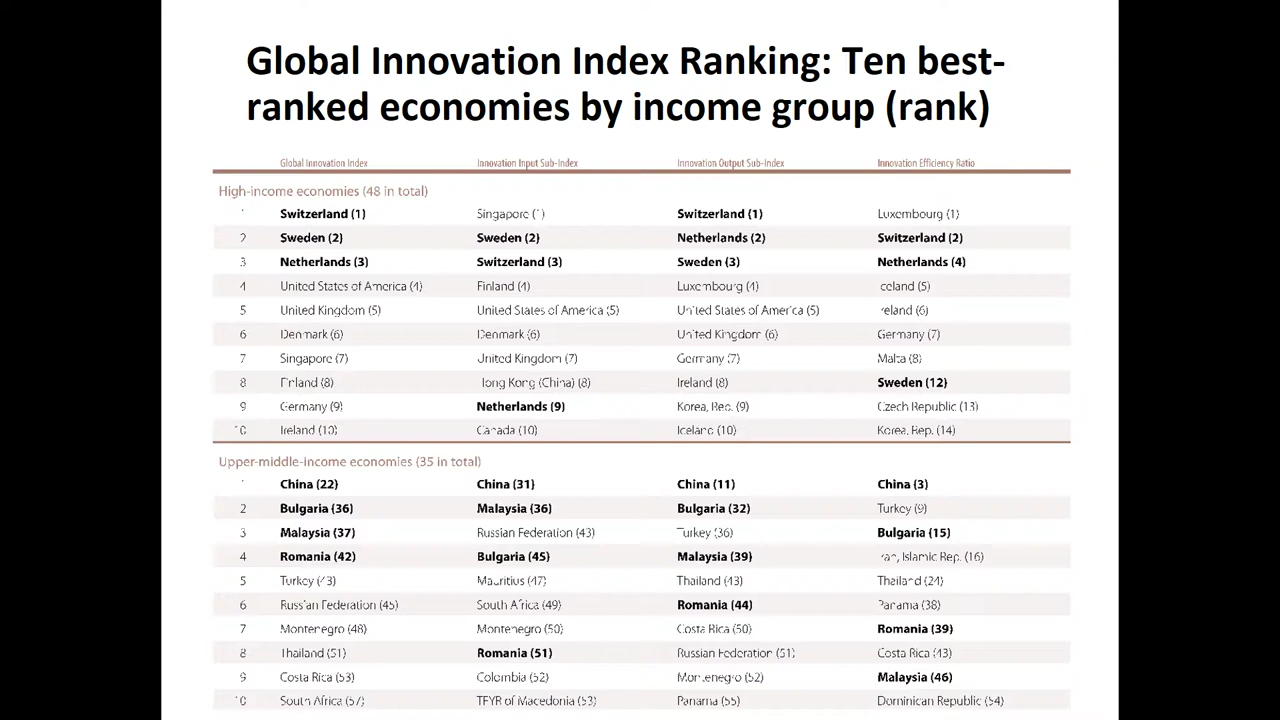 Global Innovation Index Ranking: Ten best-
ranked economies by income group (rank)
Global Innovation Index Innovation Input Sub-Index Innovation Output Sub-Index Innovation Efficiency Ratio
High-income economies (48 in total)
1 Switzerland (1) Singapore (1) Switzerland (1) Luxembourg (1)
2 Sweden (2) Sweden (2) Netherlands (2) Switzerland (2)
3 Netherlands (3) Switzerland (3) Sweden (3) Netherlands (4)
4 United States of America (4) Finland (4) Luxembourg (4) Iceland (5)
5 United Kingdom (5) United States of America (5) United States of America (5) Ireland (6)
6 Denmark (6) Denmark (6) United Kingdom (6) Germany (7)
7 Singapore (7) United Kingdom (7) Germany (7) Malta (8)
8 Finland (8) Hong Kong (China) (8) Ireland (8) Sweden (12)
9 Germany (9) Netherlands (9) Korea, Rep. (9) Czech Republic (13)
10 Ireland (10) Canada (10) Iceland (10) Korea, Rep. (14)
Upper-middle-income economies (35 in total)
1 China (22) China (31) China (11) China (3)
2 Bulgaria (36) Malaysia (36) Bulgaria (32) Turkey (9)
3 Malaysia (37) Russian Federation (43) Turkey (36) Bulgaria (15)
4 Romania (42) Bulgaria (45) Malaysia (39) Iran, Islamic Rep. (16)
5 Turkey (43) Mauritius (47) Thailand (43) Thailand (24)
6 Russian Federation (45) South Africa (49) Romania (44) Panama (38)
7 Montenegro (48) Montenegro (50) Costa Rica (50) Romania (39)
8 Thailand (51) Romania (51) Russian Federation (51) Costa Rica (43)
9 Costa Rica (53) Colombia (52) Montenegro (52) Malaysia (46)
10 South Africa (57) TFYR of Macedonia (53) Panama (55) Dominican Republic (54)